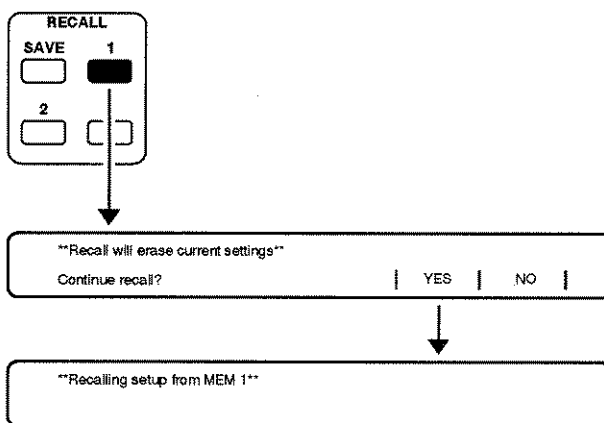 RECALL
SAVE 1
2
**Recall will erase current settings**
Continue recall? | YES | NO |
**Recalling setup from MEM 1**